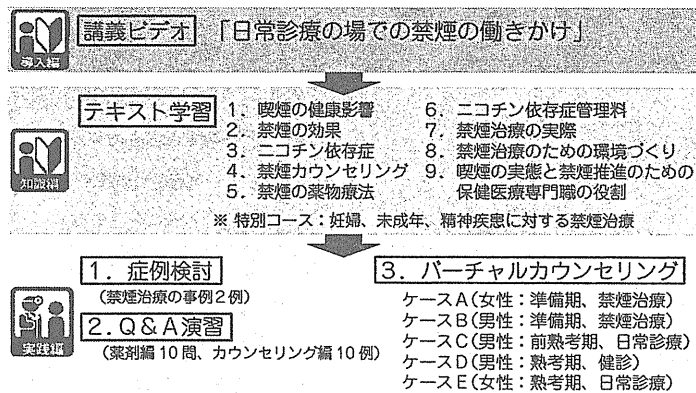 講義ビデオ 「日常診療の場での禁煙の働きかけ」
導入編
テキスト学習
1. 喫煙の健康影響
2. 禁煙の効果
3. ニコチン依存症
4. 禁煙カウンセリング
5. 禁煙の薬物療法
6. ニコチン依存症管理料
7. 禁煙治療の実際
8. 禁煙治療のための環境づくり
9. 喫煙の実態と禁煙推進のための
保健医療専門職の役割
※ 特別コース：妊婦、未成年、精神疾患に対する禁煙治療
知識編
1. 症例検討
（禁煙治療の事例2例）
2.Q&A演習
（薬剤編10問、カウンセリング編10例）
実践編
3. バーチャルカウンセリング
ケースA(女性：準備期、禁煙治療)
ケースB(男性：準備期、禁煙治療)
ケースC(男性：前熟考期、日常診療)
ケースD(男性：熟考期、健診)
ケースE(女性：熟考期、日常診療)